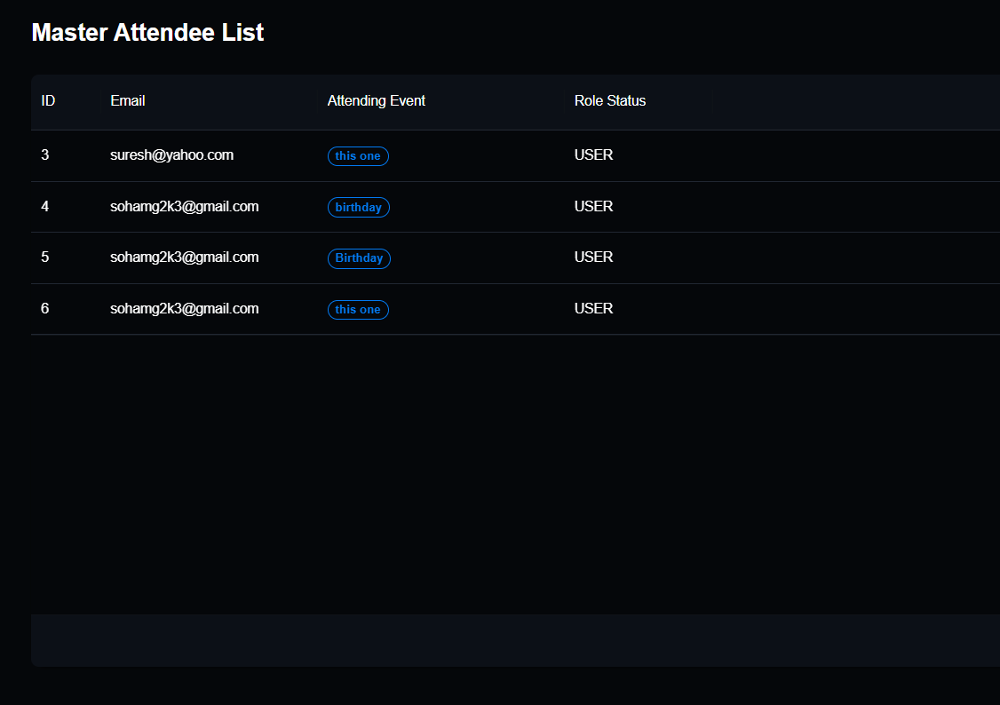 Master Attendee List
ID Email Attending Event Role Status
3 suresh@yahoo.com this one USER
4 sohamg2k3@gmail.com birthday USER
5 sohamg2k3@gmail.com Birthday USER
6 sohamg2k3@gmail.com this one USER